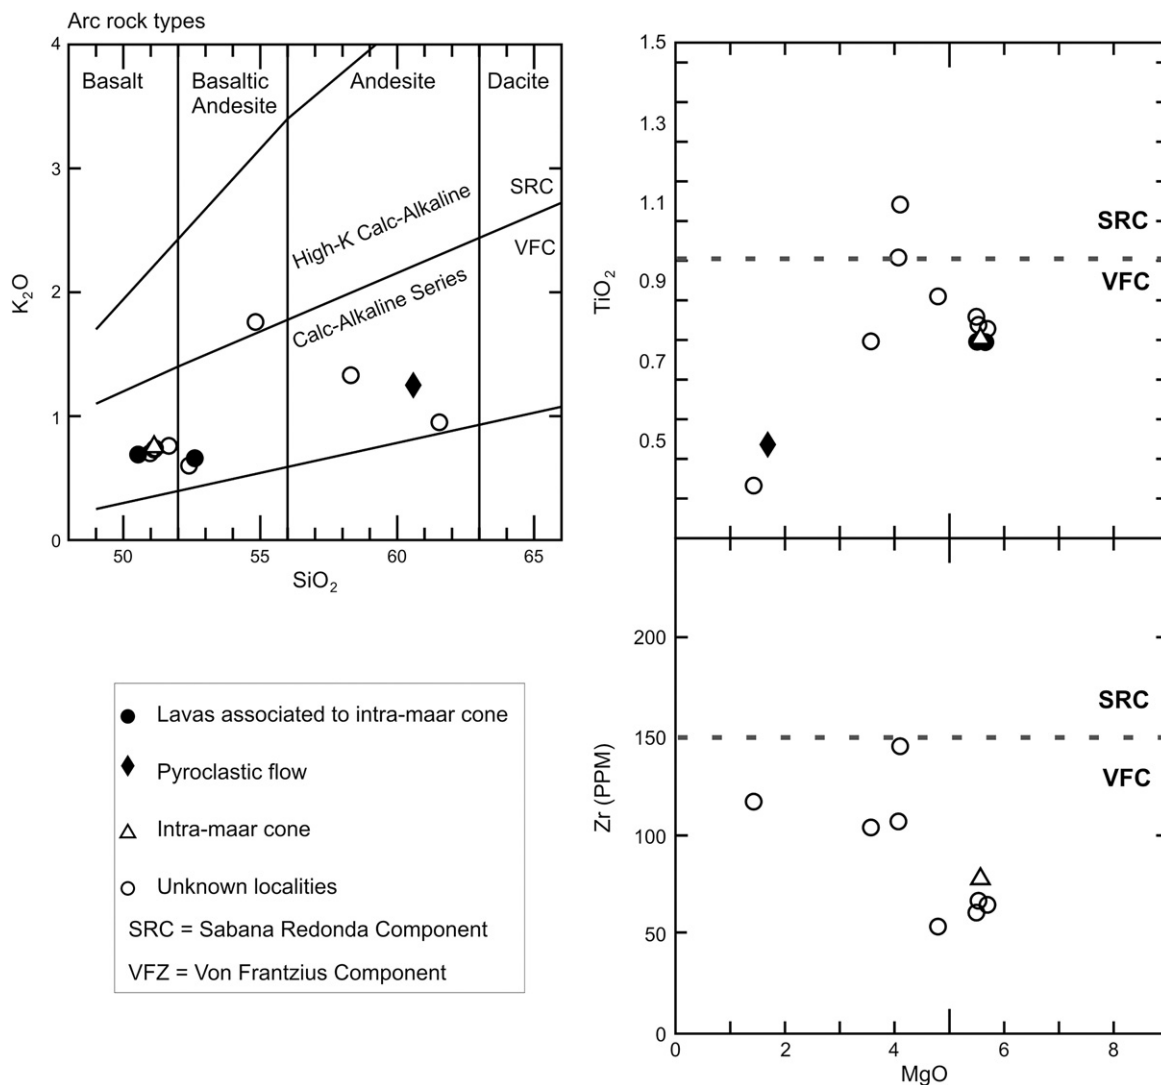 Arc rock types
4
3
2
1
0
K2O
Basalt
Basaltic
Andesite
Andesite
Dacite
High-K Calc-Alkaline
SRC
VFC
Calc-Alkaline Series
50
55
60
65
SiO2
1.5
1.3
1.1
0.9
0.7
0.5
TiO2
SRC
VFC
200
150
100
50
0
Zr (PPM)
SRC
VFC
0
2
4
6
8
MgO
Lavas associated to intra-maar cone
Pyroclastic flow
Intra-maar cone
Unknown localities
SRC = Sabana Redonda Component
VFZ = Von Frantzius Component